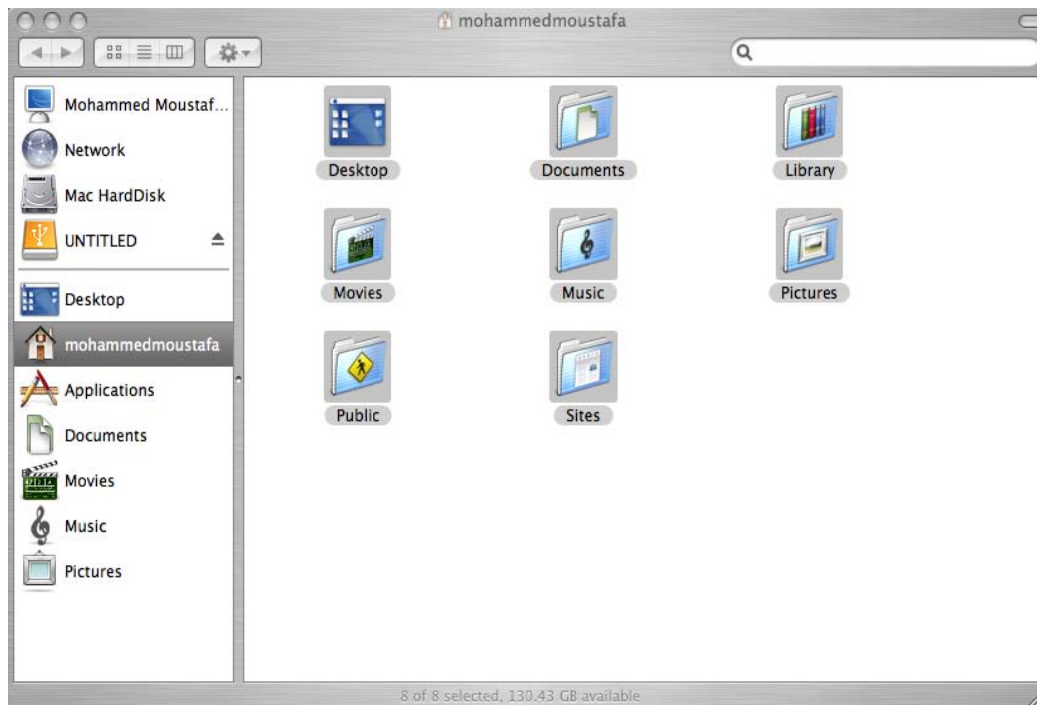 mohammedmoustafa
Mohammed Moustaf...
Network
Mac HardDisk
UNTITLED
Desktop
mohammedmoustafa
Applications
Documents
Movies
Music
Pictures
Desktop
Documents
Library
Movies
Music
Pictures
Public
Sites
8 of 8 selected, 130.43 GB available